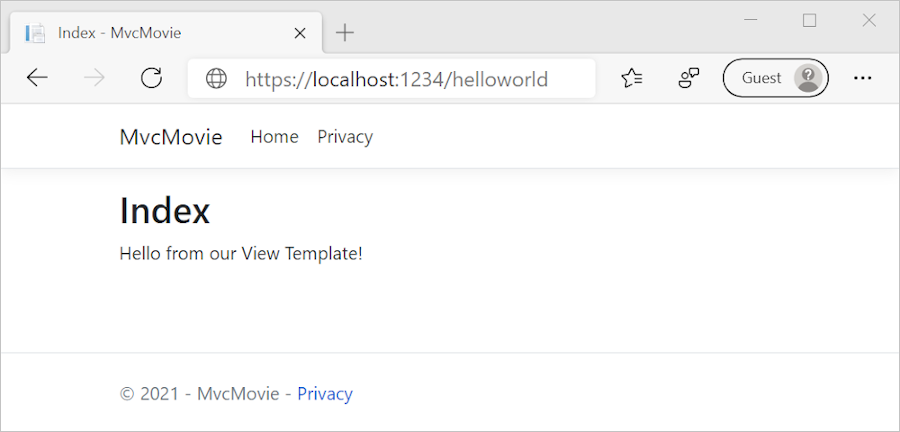 Index - MvcMovie
https://localhost:1234/helloworld
Guest
MvcMovie Home Privacy
Index
Hello from our View Template!
© 2021 - MvcMovie - Privacy